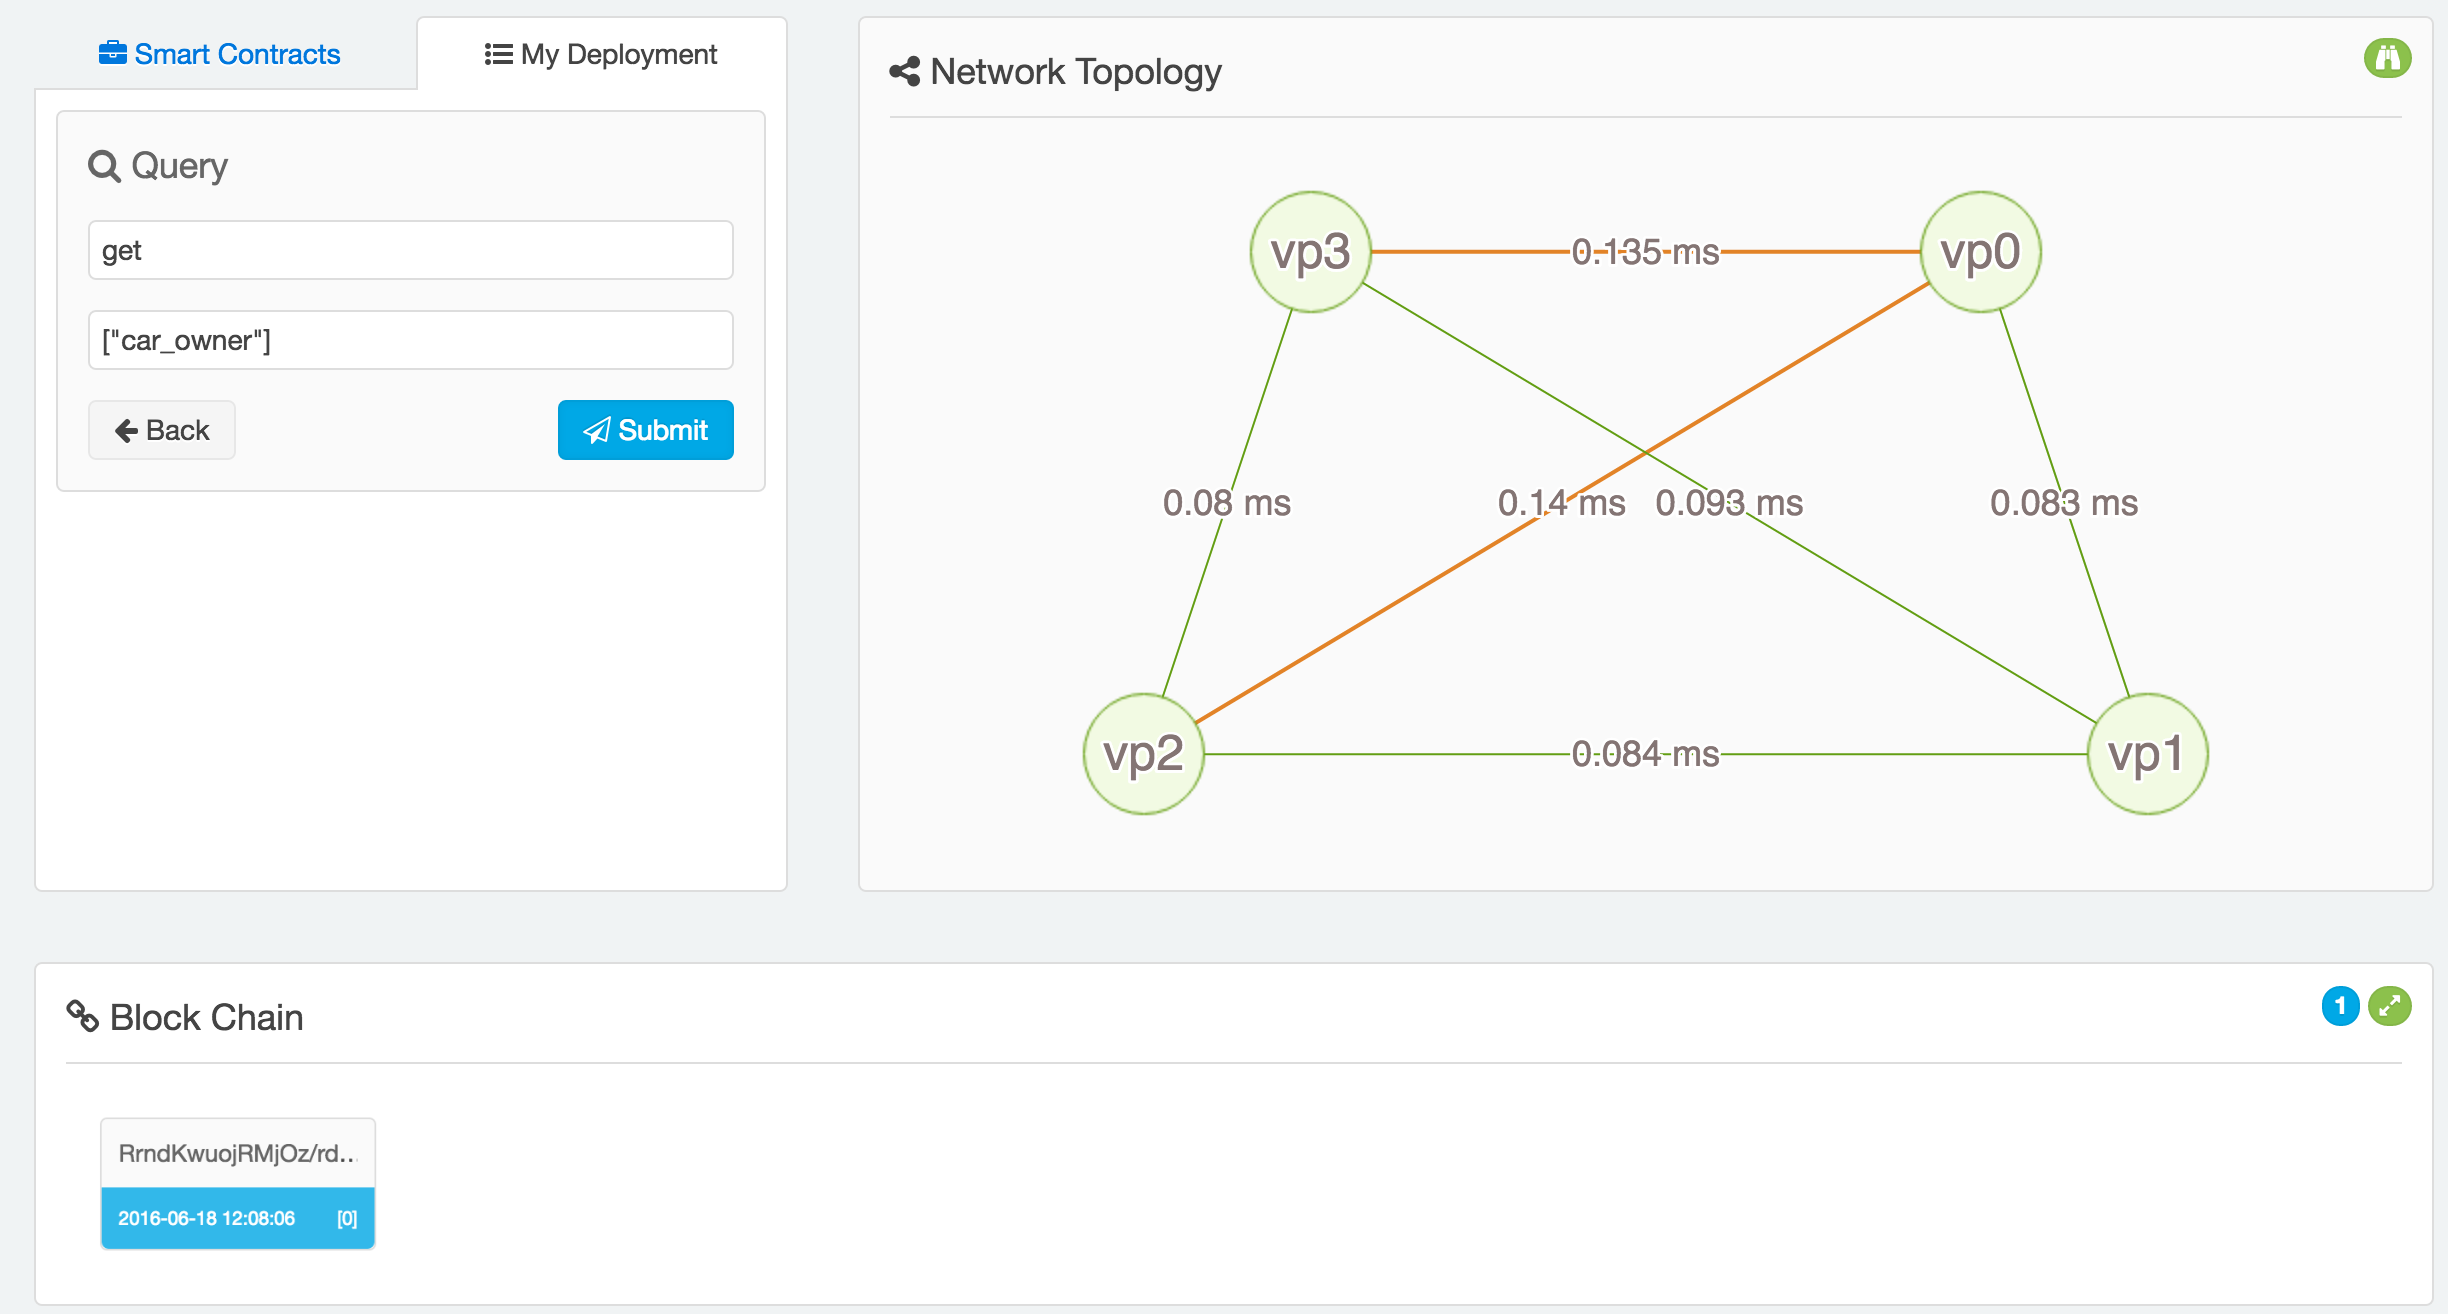 Smart Contracts
My Deployment
Query
get
["car_owner"]
Back
Submit
Network Topology
vp3
0.135 ms
vp0
0.08 ms
0.14 ms
0.093 ms
0.083 ms
vp2
0.084 ms
vp1
Block Chain
1
RrndKwuojRMjOz/rd...
2016-06-18 12:08:06 [0]